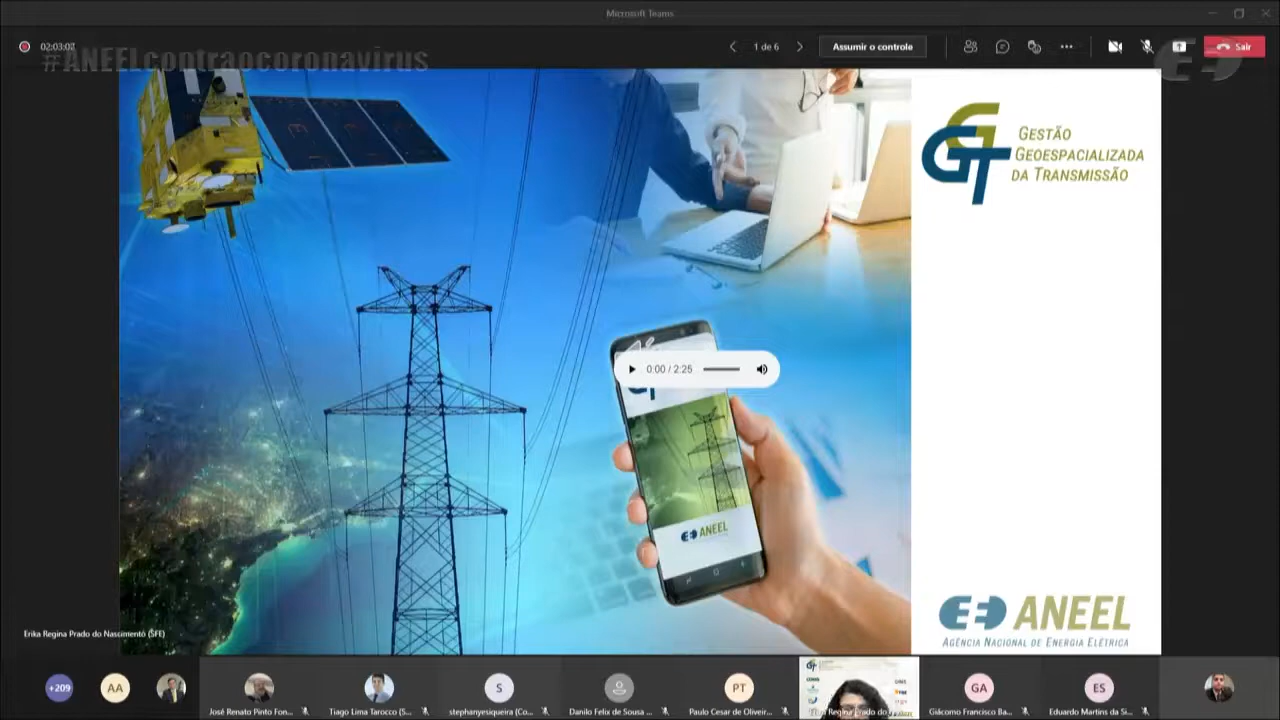 Microsoft Teams
02:03:02
#ANEELcontraocoronavirus
1 de 6
Assumir o controle
Sair
GGT
GESTÃO
GEOESPACIALIZADA
DA TRANSMISSÃO
0:00 / 2:25
ANEEL
ANEEL
AGÊNCIA NACIONAL DE ENERGIA ELÉTRICA
Erika Regina Prado do Nascimento (SFE)
+209
AA
S
PT
GA
ES
José Renato Pinto Fon...
Tiago Lima Tarocco (S...
stephanyesiqueira (Co...
Danilo Felix de Sousa ...
Paulo Cesar de Oliveir...
Giácomo Francisco Ba...
Eduardo Martins da Si...